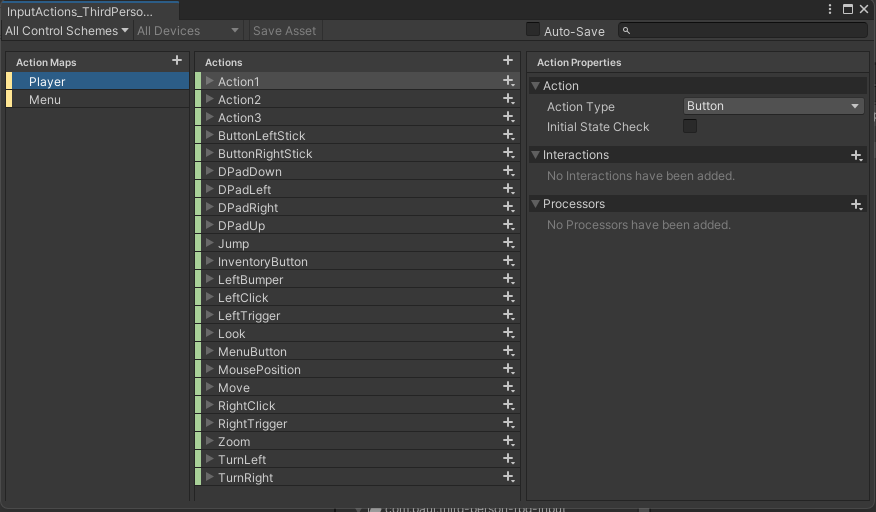 InputActions_ThirdPerso...
All Control Schemes All Devices Save Asset Auto-Save
Action Maps
Player
Menu
Actions
Action1
Action2
Action3
ButtonLeftStick
ButtonRightStick
DPadDown
DPadLeft
DPadRight
DPadUp
Jump
InventoryButton
LeftBumper
LeftClick
LeftTrigger
Look
MenuButton
MousePosition
Move
RightClick
RightTrigger
Zoom
TurnLeft
TurnRight
Action Properties
Action
Action Type Button
Initial State Check
Interactions
No Interactions have been added.
Processors
No Processors have been added.